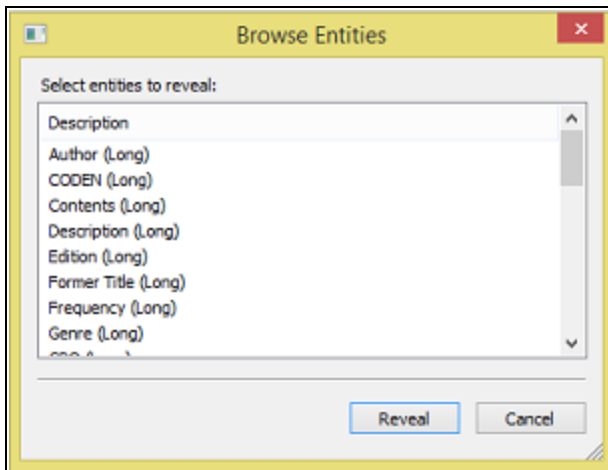 Browse Entities
Select entities to reveal:
Description
Author (Long)
CODEN (Long)
Contents (Long)
Description (Long)
Edition (Long)
Former Title (Long)
Frequency (Long)
Genre (Long)
Reveal
Cancel